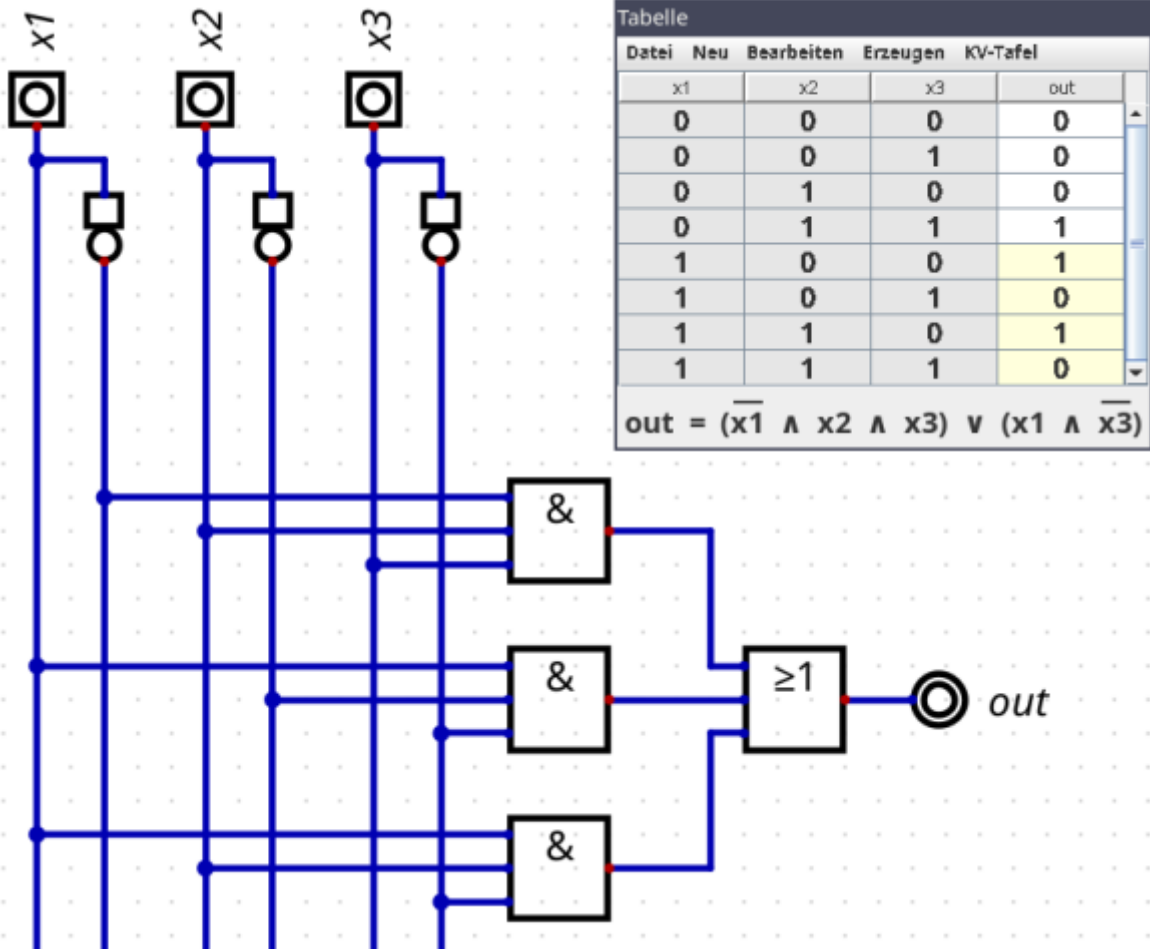 x1 x2 x3
Tabelle
Datei Neu Bearbeiten Erzeugen KV-Tafel
x1 x2 x3 out
0 0 0 0
0 0 1 0
0 1 0 0
0 1 1 1
1 0 0 1
1 0 1 0
1 1 0 1
1 1 1 0
out = (x1̅ ∧ x2 ∧ x3) ∨ (x1 ∧ x3̅)
&
&
≥1
out
&